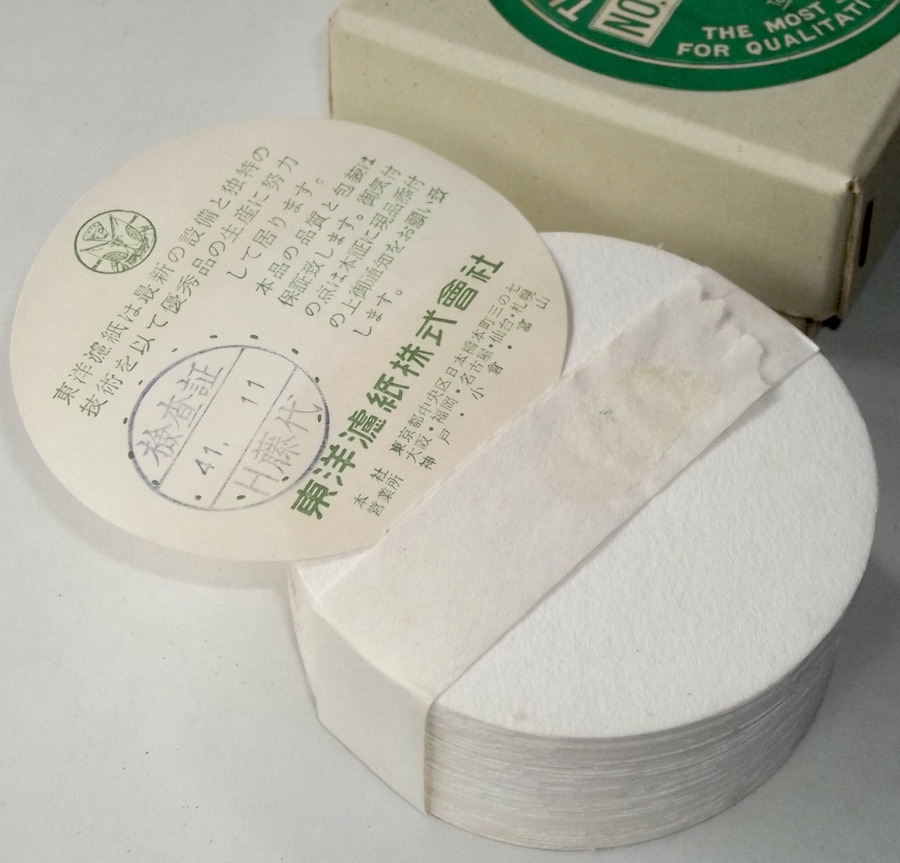 NO.
THE MOST
FOR QUALITATI
東洋濾紙は最新の設備と独特の
技術を以て優秀品の生産に努力
して居ります。
本品の品質と包装は
保証致します。御気付
の点は本証に現品添付
の上御通知をお願い致
します。
検査証
41. 11
H藤代
東洋濾紙株式會社
本社 東京都中央区日本橋本町三の七
営業所 大阪・福岡・名古屋・仙台・札幌
神戸・小倉・富山